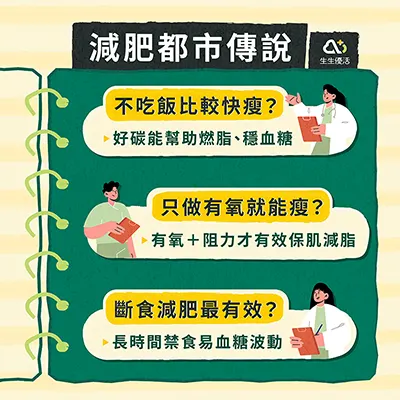 減肥都市傳說
生生優活
不吃飯比較快瘦？
好碳能幫助燃脂、穩血糖
只做有氧就能瘦？
有氧＋阻力才有效保肌減脂
斷食減肥最有效？
長時間禁食易血糖波動